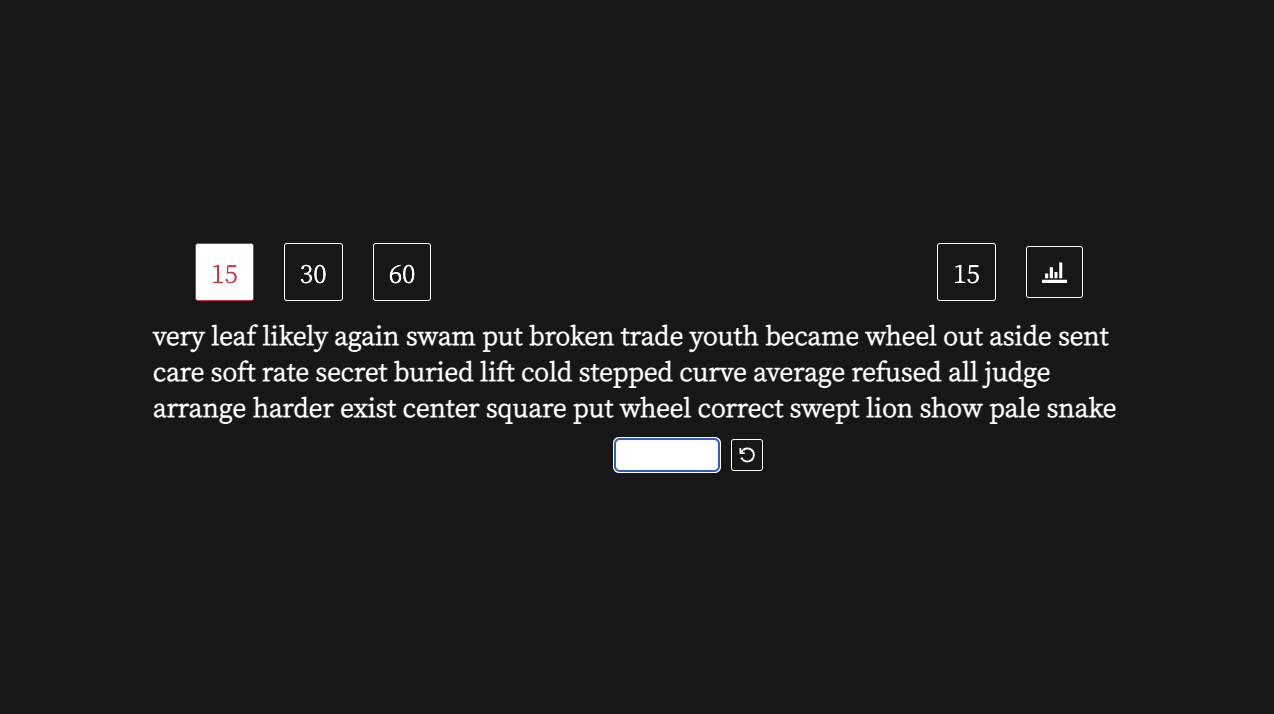 15 30 60 15
very leaf likely again swam put broken trade youth became wheel out aside sent
care soft rate secret buried lift cold stepped curve average refused all judge
arrange harder exist center square put wheel correct swept lion show pale snake